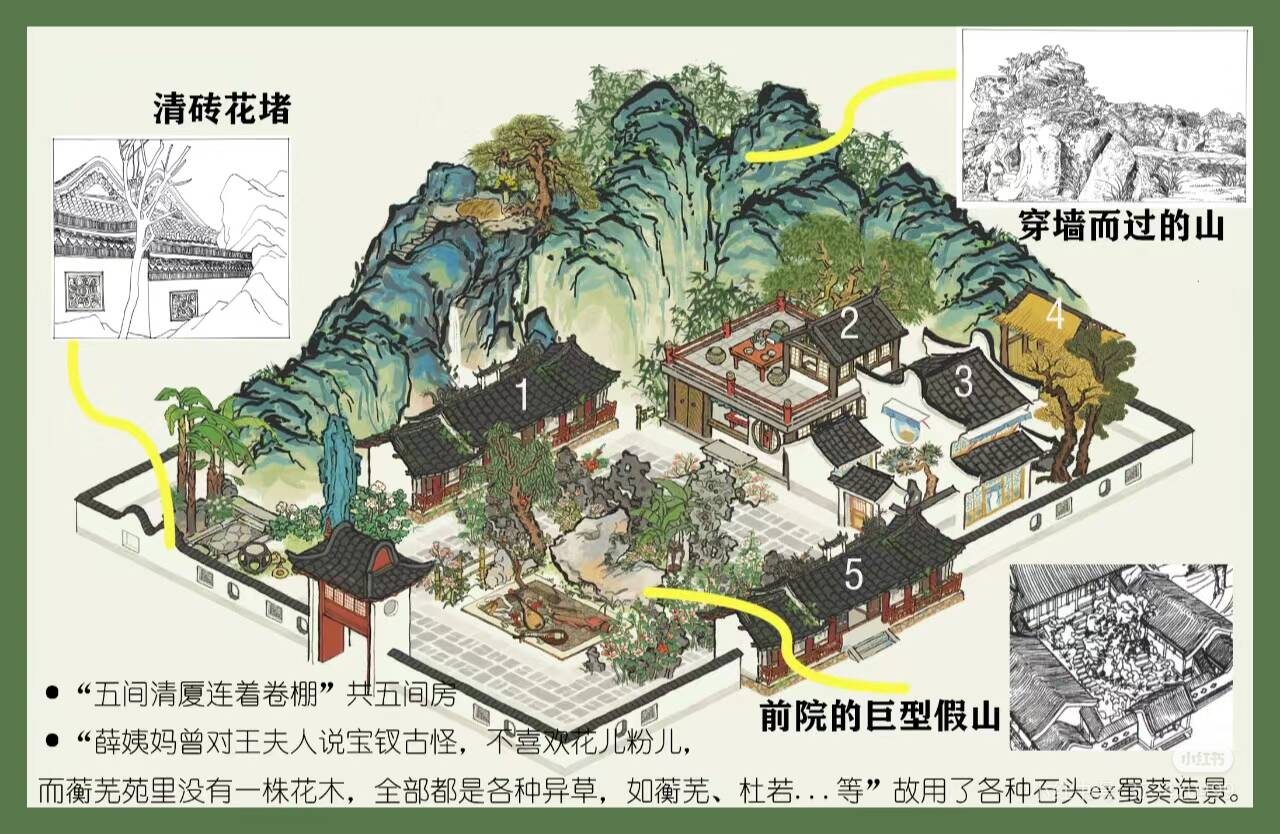 清砖花堵
穿墙而过的山
1
2
3
4
5
前院的巨型假山
● “五间清厦连着卷棚”共五间房
● “薛姨妈曾对王夫人说宝钗古怪，不喜欢花儿粉儿，
而蘅芜苑里没有一株花木，全部都是各种异草，如蘅芜、杜若...等”故用了各种石头ex蜀葵造景。
小红书